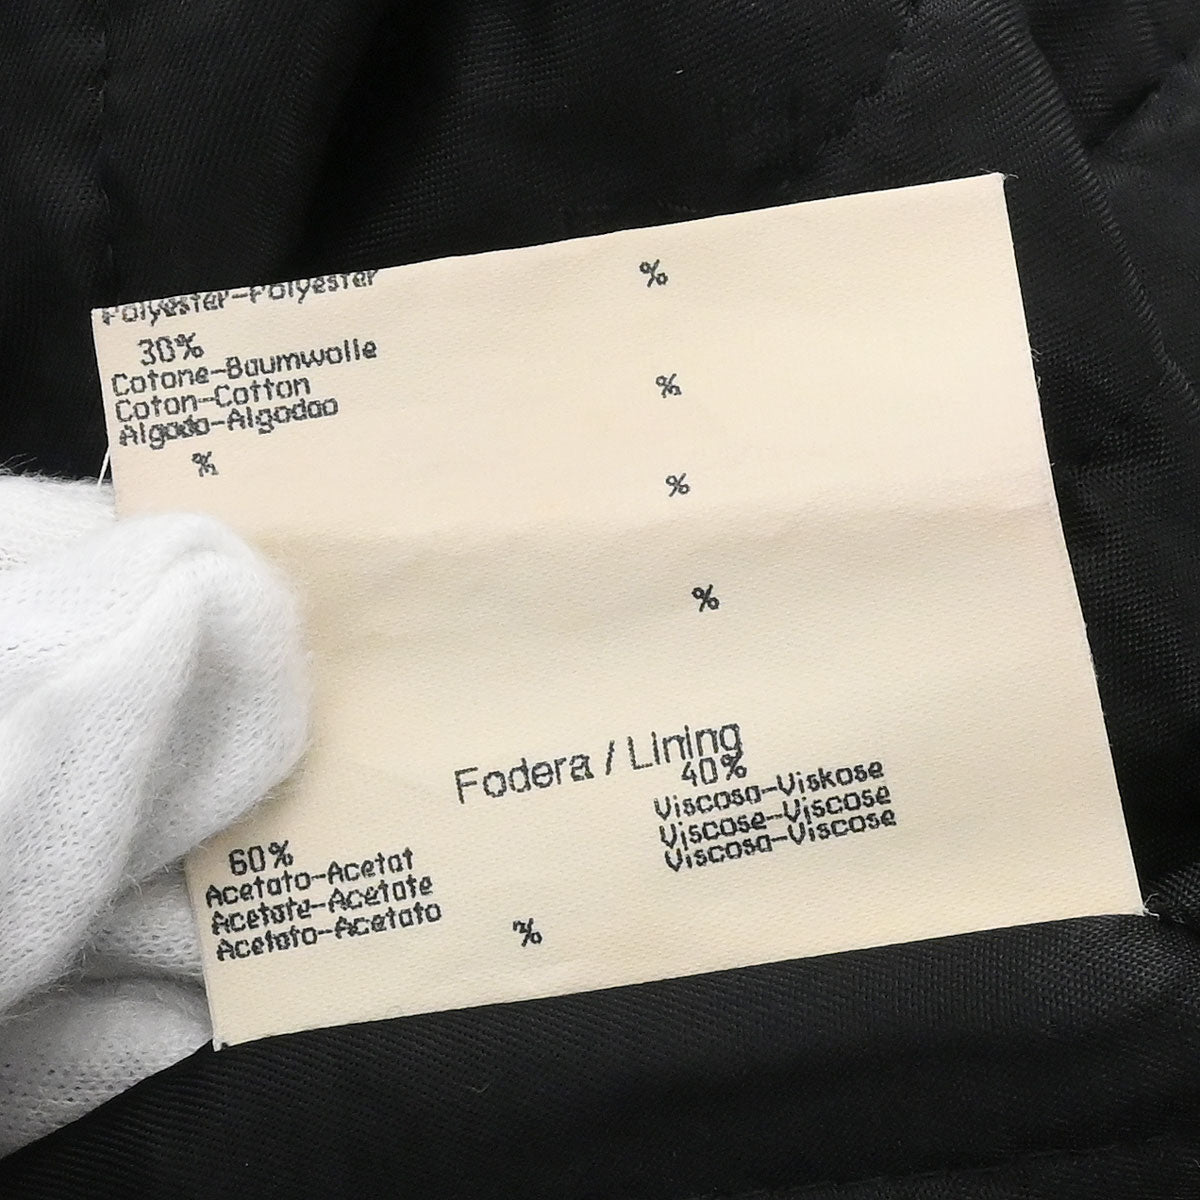 Polyester-Polyester
%
30%
Cotone-Baumwolle
Coton-Cotton
Algodo-Algodao
%
%
%
%
Fodera / Lining
40%
Viscosa-Viskose
Viscose-Viscose
Viscosa-Viscose
60%
Acetato-Acetat
Acetate-Acetate
Acetato-Acetato
%